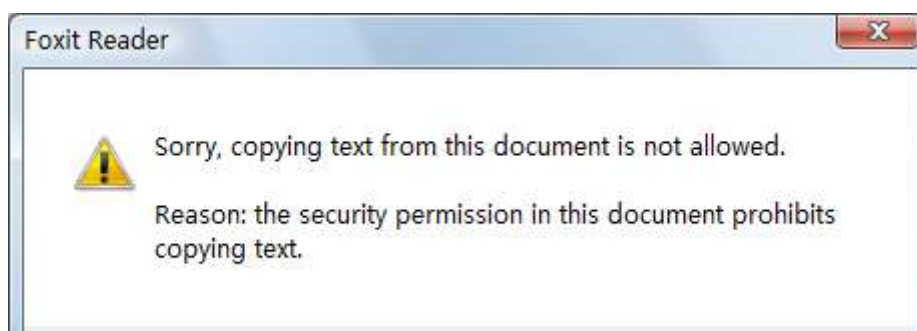 Foxit Reader
Sorry, copying text from this document is not allowed.
Reason: the security permission in this document prohibits
copying text.